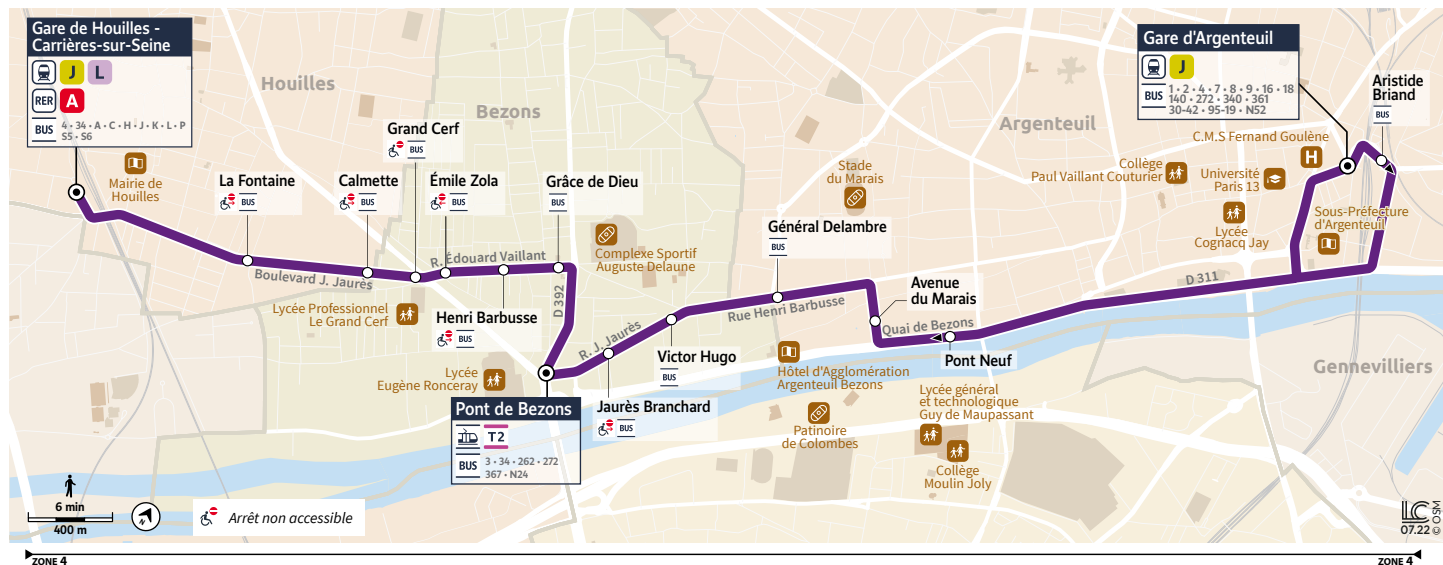 Gare de Houilles -
Carrières-sur-Seine
J L
RER A
BUS 4 • 34 • A • C • H • J • K • L • P
S5 • S6
Houilles
Bezons
Argenteuil
Gennevilliers
Mairie de
Houilles
La Fontaine
BUS
Calmette
BUS
Grand Cerf
BUS
Émile Zola
BUS
Grâce de Dieu
BUS
Boulevard J. Jaurès
R. Édouard Vaillant
D 392
Lycée Professionnel
Le Grand Cerf
Henri Barbusse
BUS
Complexe Sportif
Auguste Delaune
Lycée
Eugène Ronceray
Pont de Bezons
T2
BUS 3 • 34 • 262 • 272
367 • N24
R. J. Jaurès
Jaurès Branchard
BUS
Victor Hugo
BUS
Rue Henri Barbusse
Général Delambre
BUS
Stade
du Marais
Avenue
du Marais
Quai de Bezons
Pont Neuf
Hôtel d'Agglomération
Argenteuil Bezons
Patinoire
de Colombes
Lycée général
et technologique
Guy de Maupassant
Collège
Moulin Joly
D 311
Gare d'Argenteuil
J
BUS 1 • 2 • 4 • 7 • 8 • 9 • 16 • 18
140 • 272 • 340 • 361
30-42 • 95-19 • N52
Aristide
Briand
BUS
C.M.S Fernand Goulène
H
Collège
Paul Vaillant Couturier
Université
Paris 13
Lycée
Cognacq Jay
Sous-Préfecture
d'Argenteuil
6 min
400 m
N
Arrêt non accessible
LC
07.22 © OSM
ZONE 4
ZONE 4